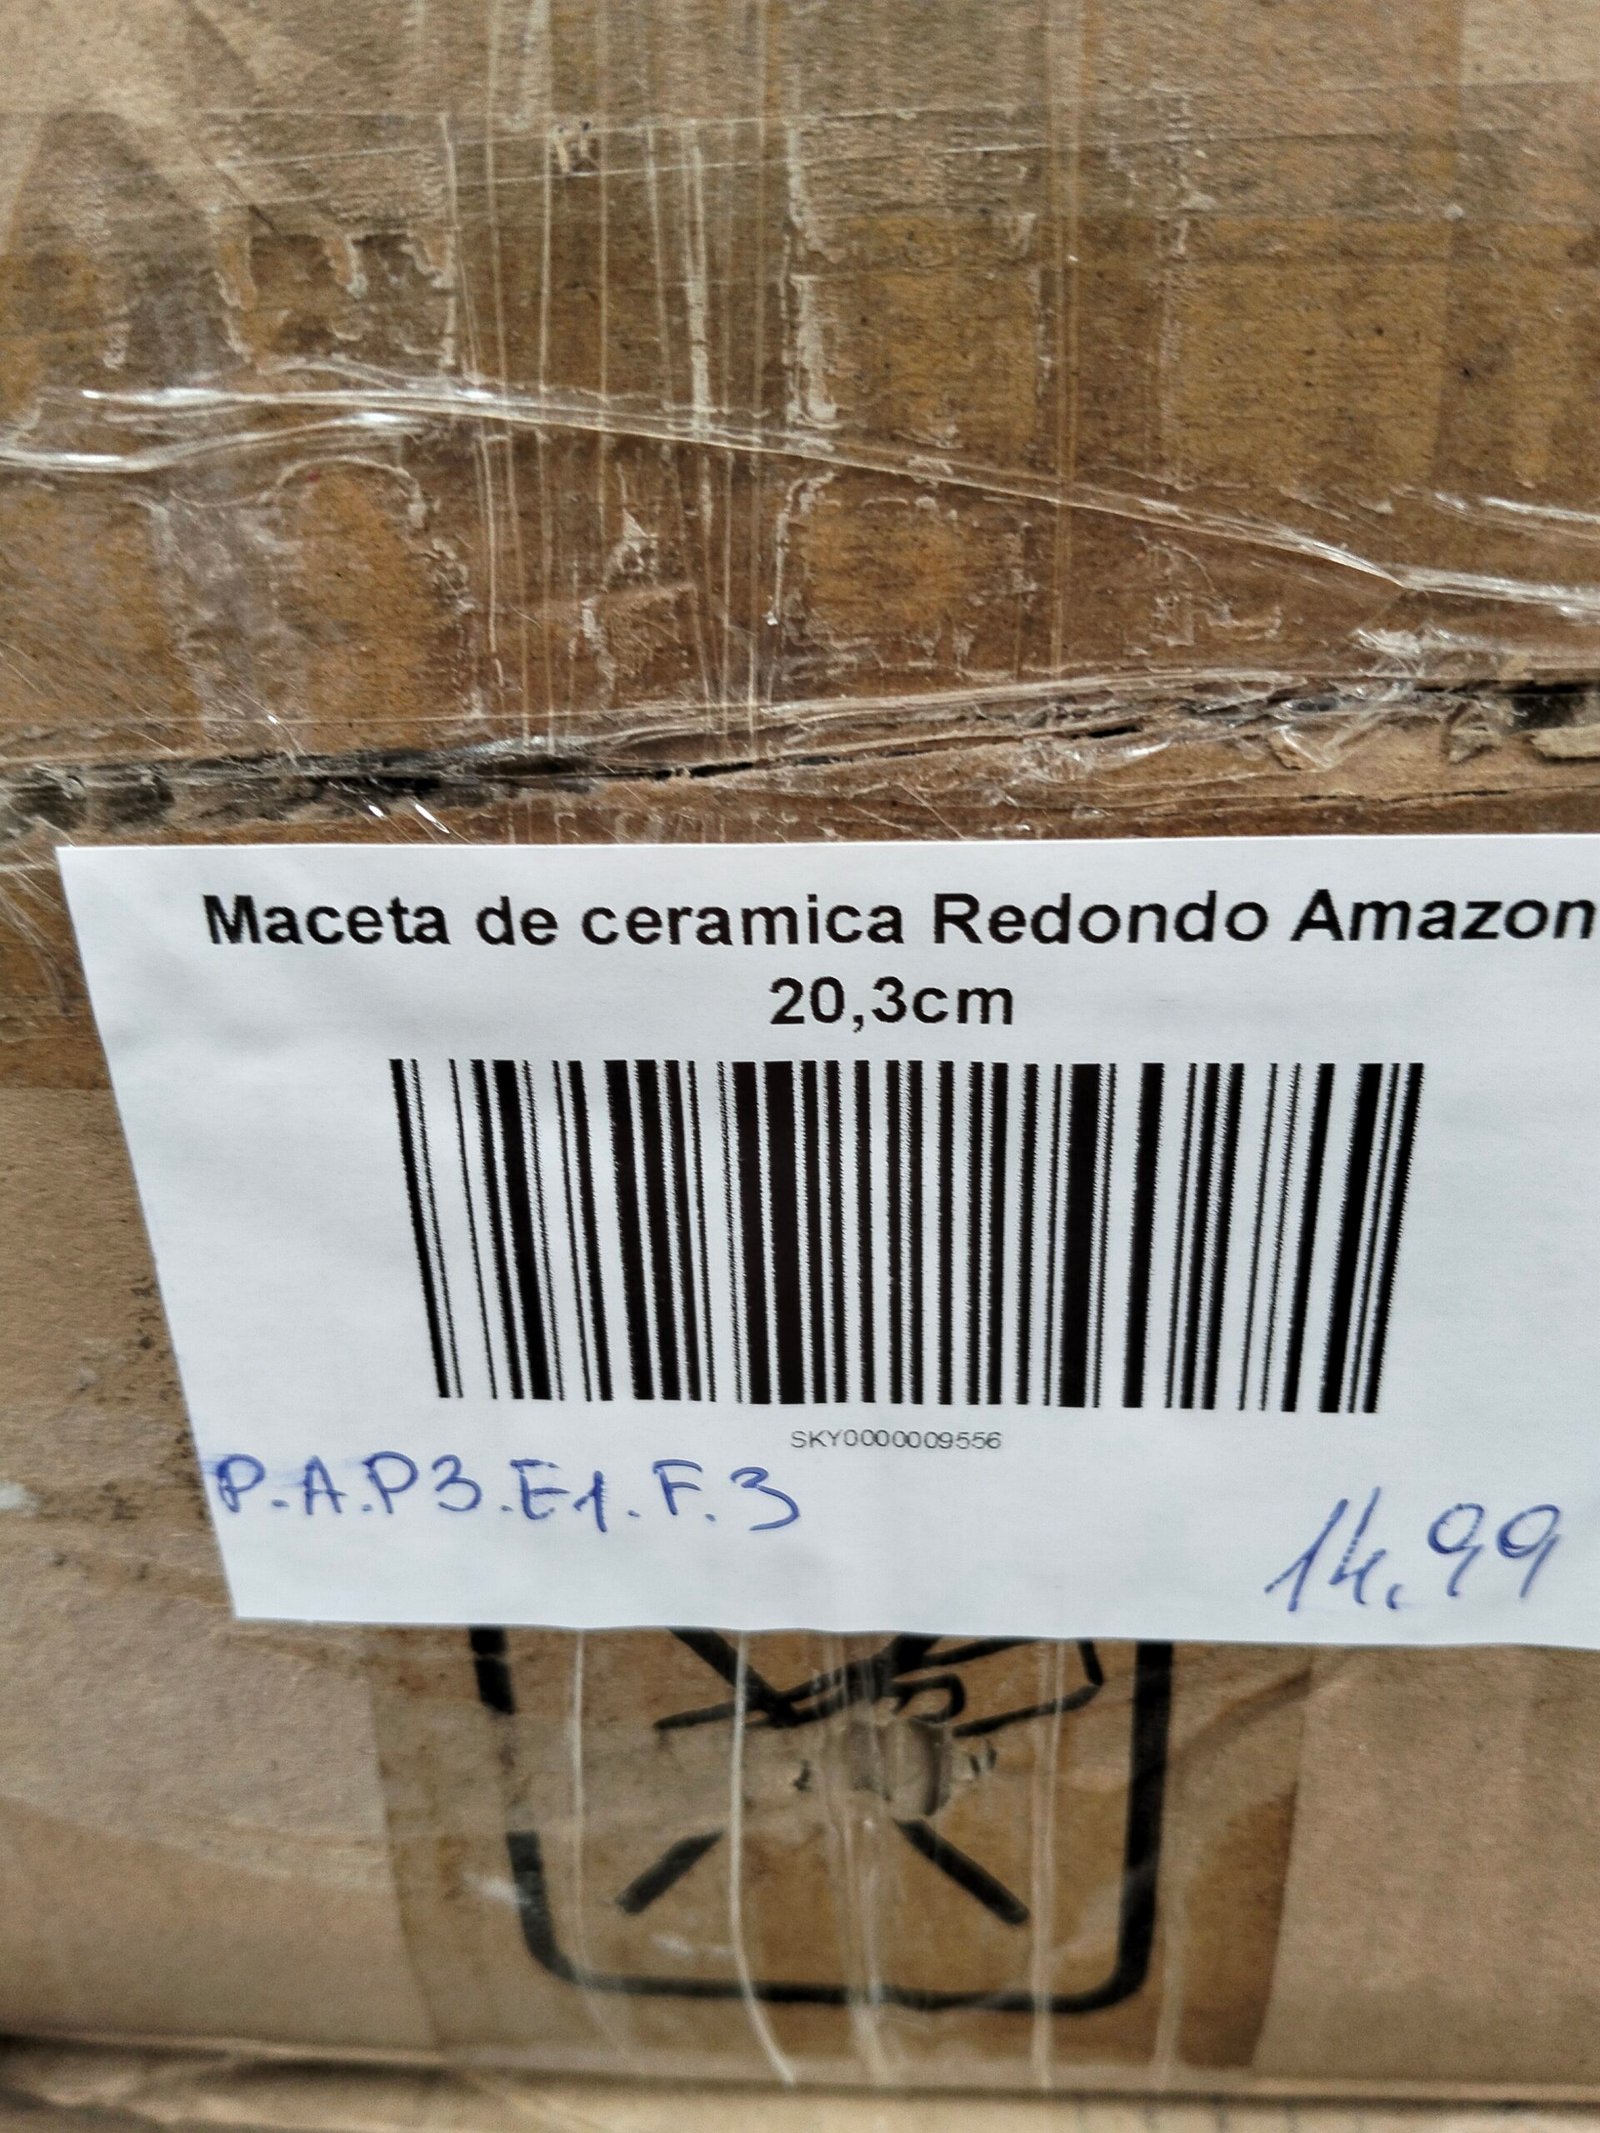 Maceta de ceramica Redondo Amazon
20,3cm
SKY0000009556
P.A.P3.E1.F.3
14.99